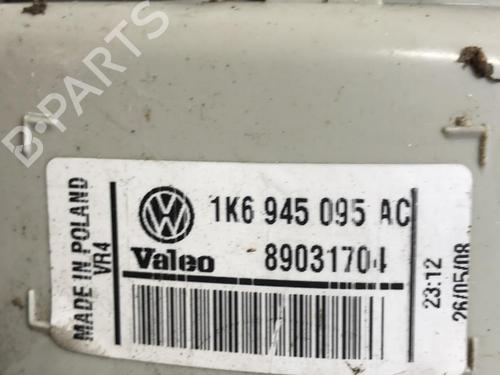 B-PARTS
MADE IN POLAND
VR4
1K6 945 095 AC
Valeo
89031704
23:12
26/05/08